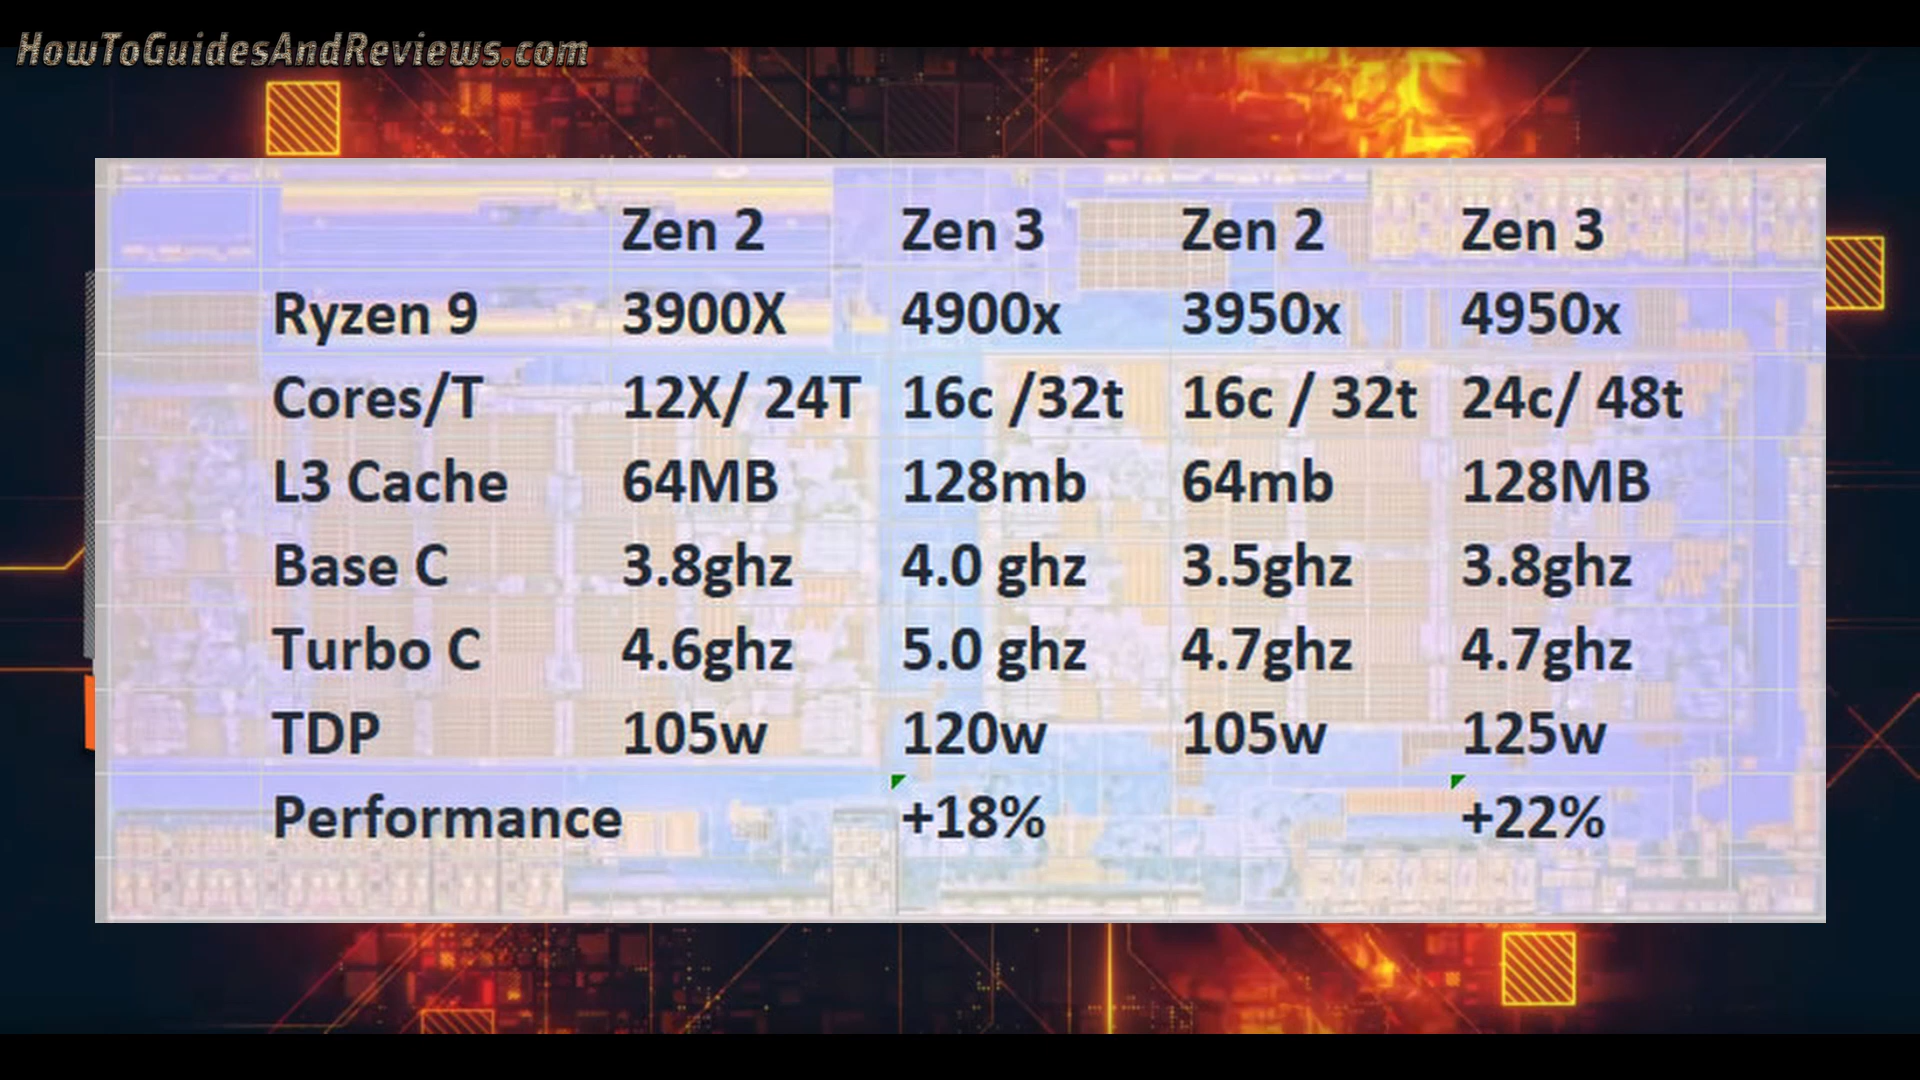 HowToGuidesAndReviews.com
Zen 2 Zen 3 Zen 2 Zen 3
Ryzen 9 3900X 4900x 3950x 4950x
Cores/T 12X/ 24T 16c /32t 16c / 32t 24c/ 48t
L3 Cache 64MB 128mb 64mb 128MB
Base C 3.8ghz 4.0 ghz 3.5ghz 3.8ghz
Turbo C 4.6ghz 5.0 ghz 4.7ghz 4.7ghz
TDP 105w 120w 105w 125w
Performance +18% +22%